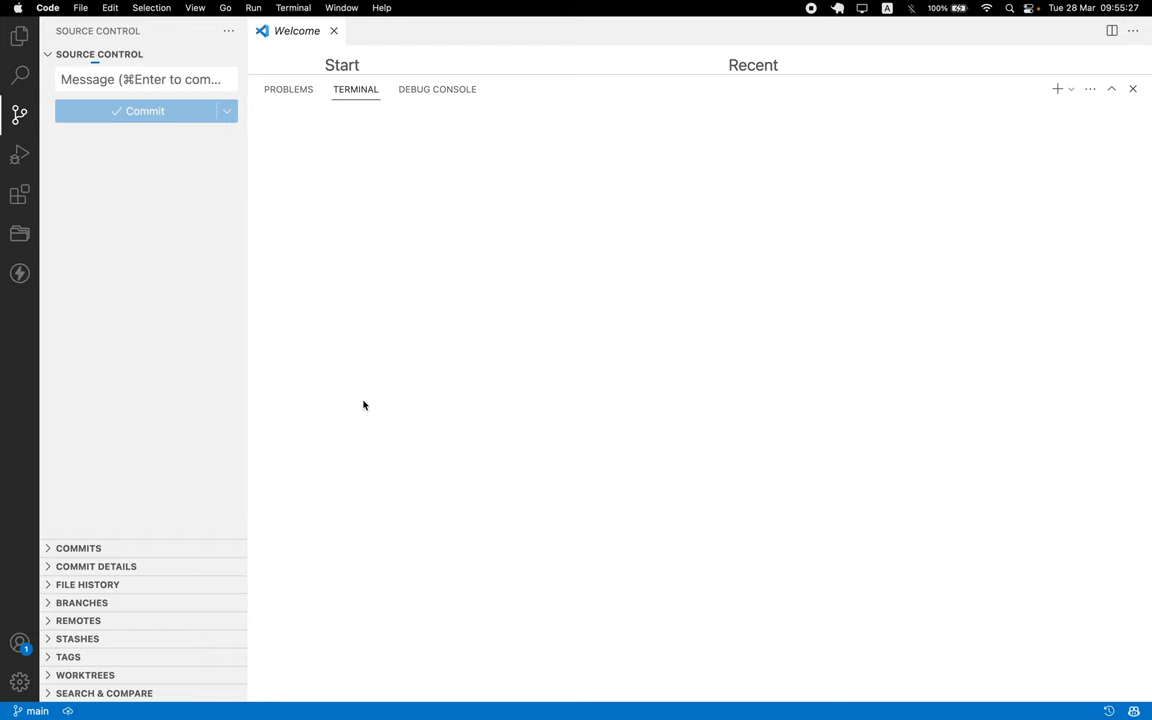 Code File Edit Selection View Go Run Terminal Window Help A 100% Tue 28 Mar 09:55:27
SOURCE CONTROL
Welcome
SOURCE CONTROL
Message (⌘Enter to com...
Commit
Start Recent
PROBLEMS TERMINAL DEBUG CONSOLE
COMMITS
COMMIT DETAILS
FILE HISTORY
BRANCHES
REMOTES
STASHES
1
TAGS
WORKTREES
SEARCH & COMPARE
main